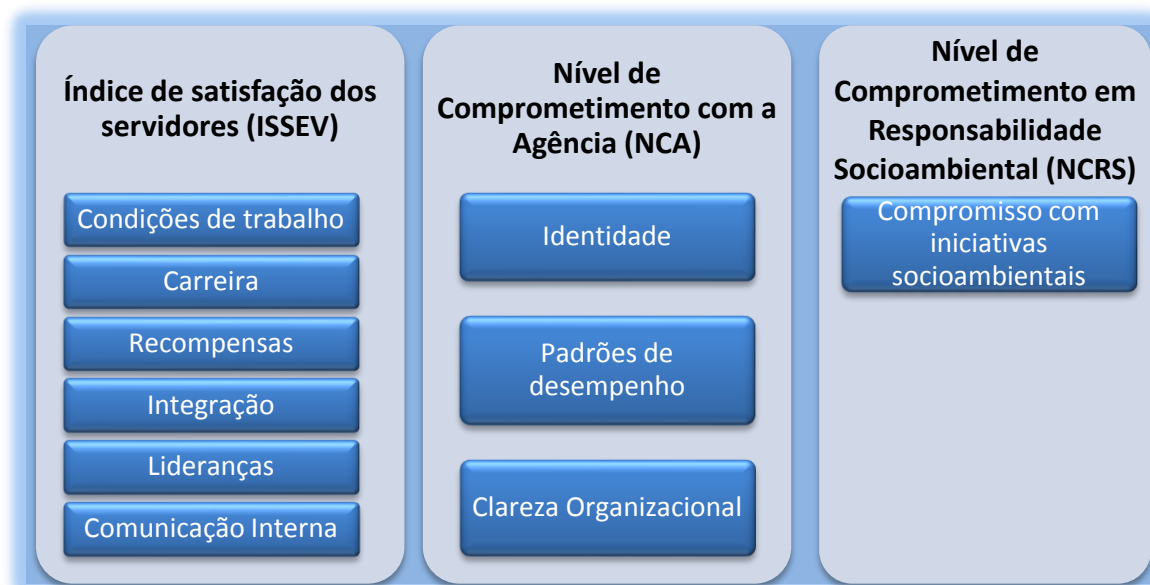 Índice de satisfação dos
servidores (ISSEV)
Condições de trabalho
Carreira
Recompensas
Integração
Lideranças
Comunicação Interna
Nível de
Comprometimento com a
Agência (NCA)
Identidade
Padrões de
desempenho
Clareza Organizacional
Nível de
Comprometimento em
Responsabilidade
Socioambiental (NCRS)
Compromisso com
iniciativas
socioambientais